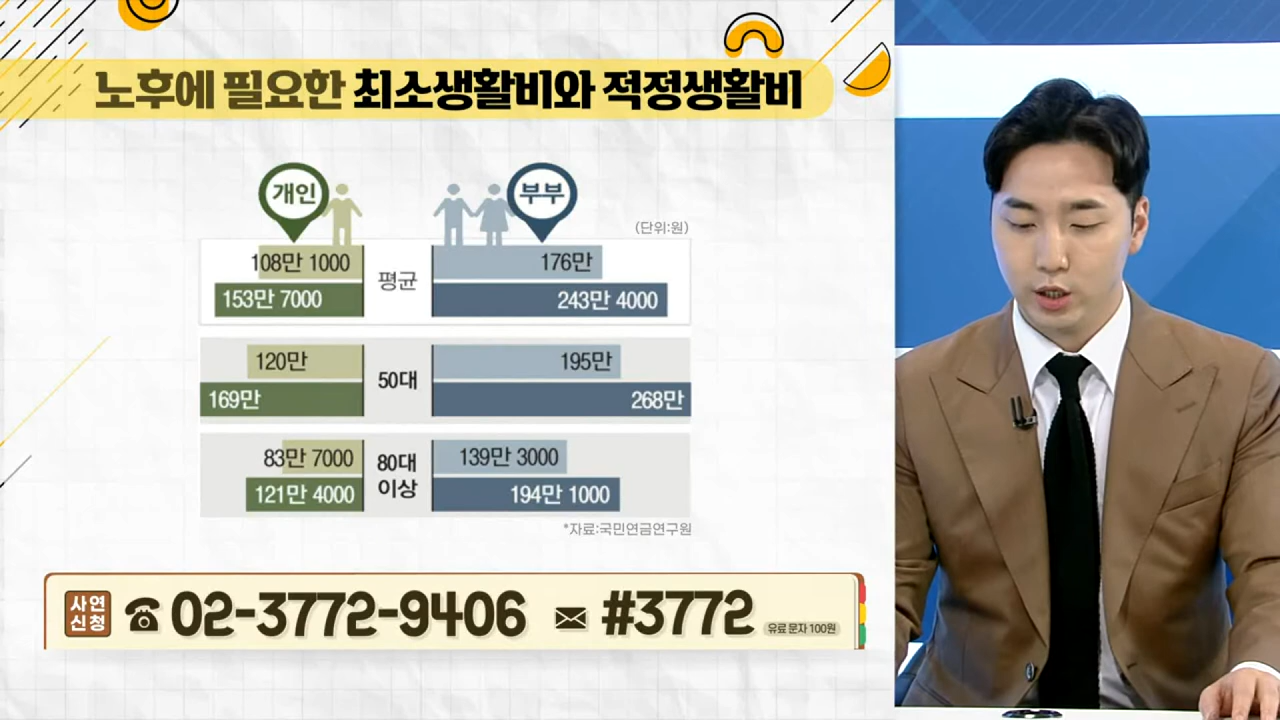 노후에 필요한 최소생활비와 적정생활비
개인
부부
(단위:원)
108만 1000
평균
176만
153만 7000
243만 4000
120만
50대
195만
169만
268만
83만 7000
80대
이상
139만 3000
121만 4000
194만 1000
*자료:국민연금연구원
사연
신청
02-3772-9406
#3772
유료 문자 100원